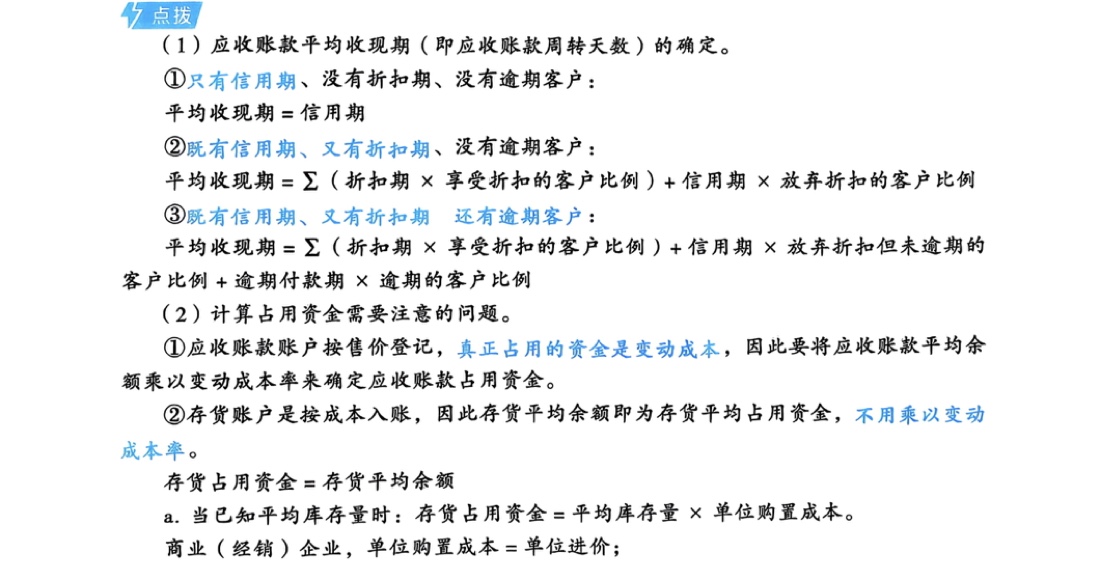 点拨
（1）应收账款平均收现期（即应收账款周转天数）的确定。
①只有信用期、没有折扣期、没有逾期客户：
平均收现期=信用期
②既有信用期、又有折扣期、没有逾期客户：
平均收现期=∑（折扣期×享受折扣的客户比例）+信用期×放弃折扣的客户比例
③既有信用期、又有折扣期 还有逾期客户：
平均收现期=∑（折扣期×享受折扣的客户比例）+信用期×放弃折扣但未逾期的
客户比例+逾期付款期×逾期的客户比例
（2）计算占用资金需要注意的问题。
①应收账款账户按售价登记，真正占用的资金是变动成本，因此要将应收账款平均余
额乘以变动成本率来确定应收账款占用资金。
②存货账户是按成本入账，因此存货平均余额即为存货平均占用资金，不用乘以变动
成本率。
存货占用资金=存货平均余额
a. 当已知平均库存量时：存货占用资金=平均库存量×单位购置成本。
商业（经销）企业，单位购置成本=单位进价；